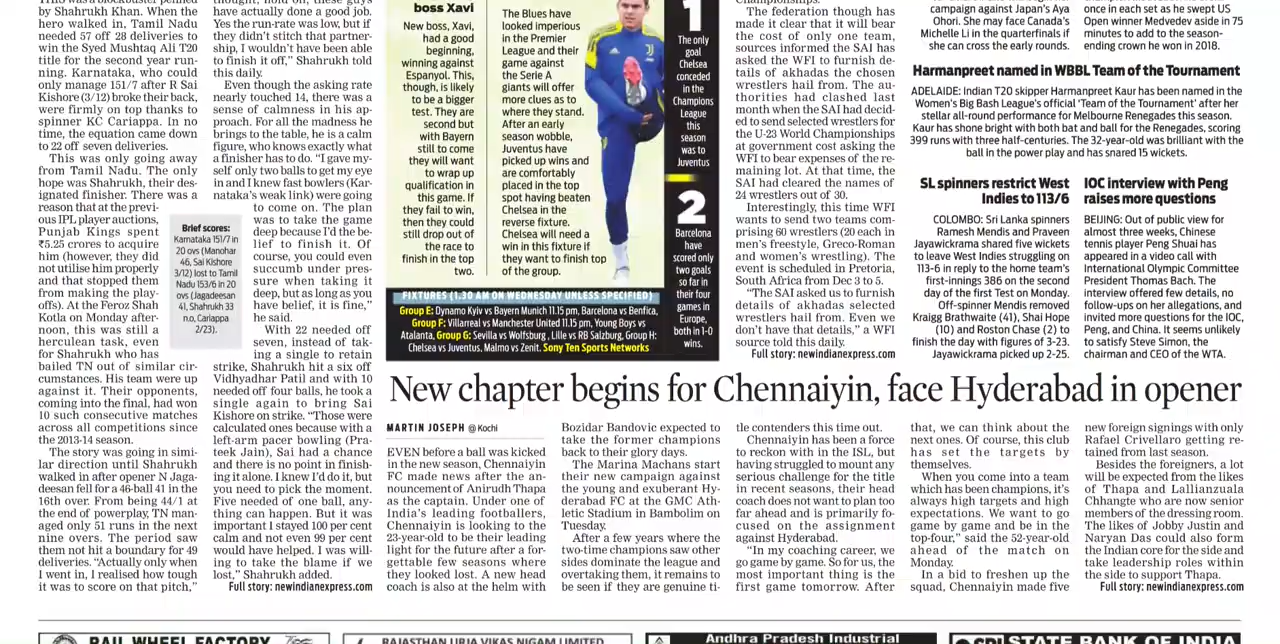 by Shahrukh Khan. When the
hero walked in, Tamil Nadu
needed 57 off 28 deliveries to
win the Syed Mushtaq Ali T20
title for the second year run-
ning. Karnataka, who could
only manage 151/7 after R Sai
Kishore (3/12) broke their back,
were firmly on top thanks to
spinner KC Cariappa. In no
time, the equation came down
to 22 off seven deliveries.
This was only going away
from Tamil Nadu. The only
hope was Shahrukh, their des-
ignated finisher. There was a
reason that at the previ-
ous IPL player auctions,
Punjab Kings spent
₹5.25 crores to acquire
him (however, they did
not utilise him properly
and that stopped them
from making the play-
offs). At the Feroz Shah
Kotla on Monday after-
noon, this was still a
herculean task, even
for Shahrukh who has
bailed TN out of similar cir-
cumstances. His team were up
against it. Their opponents,
coming into the final, had won
10 such consecutive matches
across all competitions since
the 2013-14 season.
The story was going in simi-
lar direction until Shahrukh
walked in after opener N Jaga-
deesan fell for a 46-ball 41 in the
16th over. From being 44/1 at
the end of powerplay, TN man-
aged only 51 runs in the next
nine overs. The period saw
them not hit a boundary for 49
deliveries. "Actually only when
I went in, I realised how tough
it was to score on that pitch,"
Brief scores:
Karnataka 151/7 in
20 ovs (Manohar
46, Sai Kishore
3/12) lost to Tamil
Nadu 153/6 in 20
ovs (Jagadeesan
41, Shahrukh 33
n.o, Cariappa
2/23).
have actually done a good job.
Yes the run-rate was low, but if
they didn't stitch that partner-
ship, I wouldn't have been able
to finish it off," Shahrukh told
this daily.
Even though the asking rate
nearly touched 14, there was a
sense of calmness in his ap-
proach. For all the madness he
brings to the table, he is a calm
figure, who knows exactly what
a finisher has to do. "I gave my-
self only two balls to get my eye
in and I knew fast bowlers (Kar-
nataka's weak link) were going
to come on. The plan
was to take the game
deep because I'd the be-
lief to finish it. Of
course, you could even
succumb under pres-
sure when taking it
deep, but as long as you
have belief, it is fine,"
he said.
With 22 needed off
seven, instead of tak-
ing a single to retain
strike, Shahrukh hit a six off
Vidhyadhar Patil and with 10
needed off four balls, he took a
single again to bring Sai
Kishore on strike. "Those were
calculated ones because with a
left-arm pacer bowling (Pra-
teek Jain), Sai had a chance
and there is no point in finish-
ing it alone. I knew I'd do it, but
you need to pick the moment.
Five needed of one ball, any-
thing can happen. But it was
important I stayed 100 per cent
calm and not even 99 per cent
would have helped. I was will-
ing to take the blame if we
lost," Shahrukh added.
Full story: newindianexpress.com
boss Xavi
New boss, Xavi,
had a good
beginning,
winning against
Espanyol. This,
though, is likely
to be a bigger
test. They are
second but
with Bayern
still to come
they will want
to wrap up
qualification in
this game. If
they fail to win,
then they could
still drop out of
the race to
finish in the top
two.
The Blues have
looked imperious
in the Premier
League and their
game against
the Serie A
giants will offer
more clues as to
where they stand.
After an early
season wobble,
Juventus have
picked up wins and
are comfortably
placed in the top
spot having beaten
Chelsea in the
reverse fixture.
Chelsea will need a
win in this fixture if
they want to finish top
of the group.
1
The only
goal
Chelsea
conceded
in the
Champions
League
this
season
was to
Juventus
2
Barcelona
have
scored only
two goals
so far in
their four
games in
Europe,
both in 1-0
wins.
FIXTURES (1.30 AM ON WEDNESDAY UNLESS SPECIFIED)
Group E: Dynamo Kyiv vs Bayern Munich 11.15 pm, Barcelona vs Benfica,
Group F: Villarreal vs Manchester United 11.15 pm, Young Boys vs
Atalanta, Group G: Sevilla vs Wolfsburg , Lille vs RB Salzburg, Group H:
Chelsea vs Juventus, Malmo vs Zenit. Sony Ten Sports Networks
The federation though has
made it clear that it will bear
the cost of only one team,
sources informed the SAI has
asked the WFI to furnish de-
tails of akhadas the chosen
wrestlers hail from. The au-
thorities had clashed last
month when the SAI had decid-
ed to send selected wrestlers for
the U-23 World Championships
at government cost asking the
WFI to bear expenses of the re-
maining lot. At that time, the
SAI had cleared the names of
24 wrestlers out of 30.
Interestingly, this time WFI
wants to send two teams com-
prising 60 wrestlers (20 each in
men's freestyle, Greco-Roman
and women's wrestling). The
event is scheduled in Pretoria,
South Africa from Dec 3 to 5.
"The SAI asked us to furnish
details of akhadas selected
wrestlers hail from. Even we
don't have that details," a WFI
source told this daily.
Full story: newindianexpress.com
campaign against Japan's Aya
Ohori. She may face Canada's
Michelle Li in the quarterfinals if
she can cross the early rounds.
once in each set as he swept US
Open winner Medvedev aside in 75
minutes to add to the season-
ending crown he won in 2018.
Harmanpreet named in WBBL Team of the Tournament
ADELAIDE: Indian T20 skipper Harmanpreet Kaur has been named in the
Women's Big Bash League's official 'Team of the Tournament' after her
stellar all-round performance for Melbourne Renegades this season.
Kaur has shone bright with both bat and ball for the Renegades, scoring
399 runs with three half-centuries. The 32-year-old was brilliant with the
ball in the power play and has snared 15 wickets.
SL spinners restrict West
Indies to 113/6
COLOMBO: Sri Lanka spinners
Ramesh Mendis and Praveen
Jayawickrama shared five wickets
to leave West Indies struggling on
113-6 in reply to the home team's
first-innings 386 on the second
day of the first Test on Monday.
Off-spinner Mendis removed
Kraigg Brathwaite (41), Shai Hope
(10) and Roston Chase (2) to
finish the day with figures of 3-23.
Jayawickrama picked up 2-25.
IOC interview with Peng
raises more questions
BEIJING: Out of public view for
almost three weeks, Chinese
tennis player Peng Shuai has
appeared in a video call with
International Olympic Committee
President Thomas Bach. The
interview offered few details, no
follow-ups on her allegations, and
invited more questions for the IOC,
Peng, and China. It seems unlikely
to satisfy Steve Simon, the
chairman and CEO of the WTA.
New chapter begins for Chennaiyin, face Hyderabad in opener
MARTIN JOSEPH @ Kochi
EVEN before a ball was kicked
in the new season, Chennaiyin
FC made news after the an-
nouncement of Anirudh Thapa
as the captain. Under one of
India's leading footballers,
Chennaiyin is looking to the
23-year-old to be their leading
light for the future after a for-
gettable few seasons where
they looked lost. A new head
coach is also at the helm with
Bozidar Bandovic expected to
take the former champions
back to their glory days.
The Marina Machans start
their new campaign against
the young and exuberant Hy-
derabad FC at the GMC Ath-
letic Stadium in Bambolim on
Tuesday.
After a few years where the
two-time champions saw other
sides dominate the league and
overtaking them, it remains to
be seen if they are genuine ti-
tle contenders this time out.
Chennaiyin has been a force
to reckon with in the ISL, but
having struggled to mount any
serious challenge for the title
in recent seasons, their head
coach does not want to plan too
far ahead and is primarily fo-
cused on the assignment
against Hyderabad.
"In my coaching career, we
go game by game. So for us, the
most important thing is the
first game tomorrow. After
that, we can think about the
next ones. Of course, this club
has set the targets by
themselves.
When you come into a team
which has been champions, it's
always high targets and high
expectations. We want to go
game by game and be in the
top-four," said the 52-year-old
ahead of the match on
Monday.
In a bid to freshen up the
squad, Chennaiyin made five
new foreign signings with only
Rafael Crivellaro getting re-
tained from last season.
Besides the foreigners, a lot
will be expected from the likes
of Thapa and Lallianzuala
Chhangte who are now senior
members of the dressing room.
The likes of Jobby Justin and
Naryan Das could also form
the Indian core for the side and
take leadership roles within
the side to support Thapa.
Full story: newindianexpress.com
RAIL WHEEL FACTORY
RAJASTHAN URJA VIKAS NIGAM LIMITED
Andhra Pradesh Industrial
STATE BANK OF INDIA